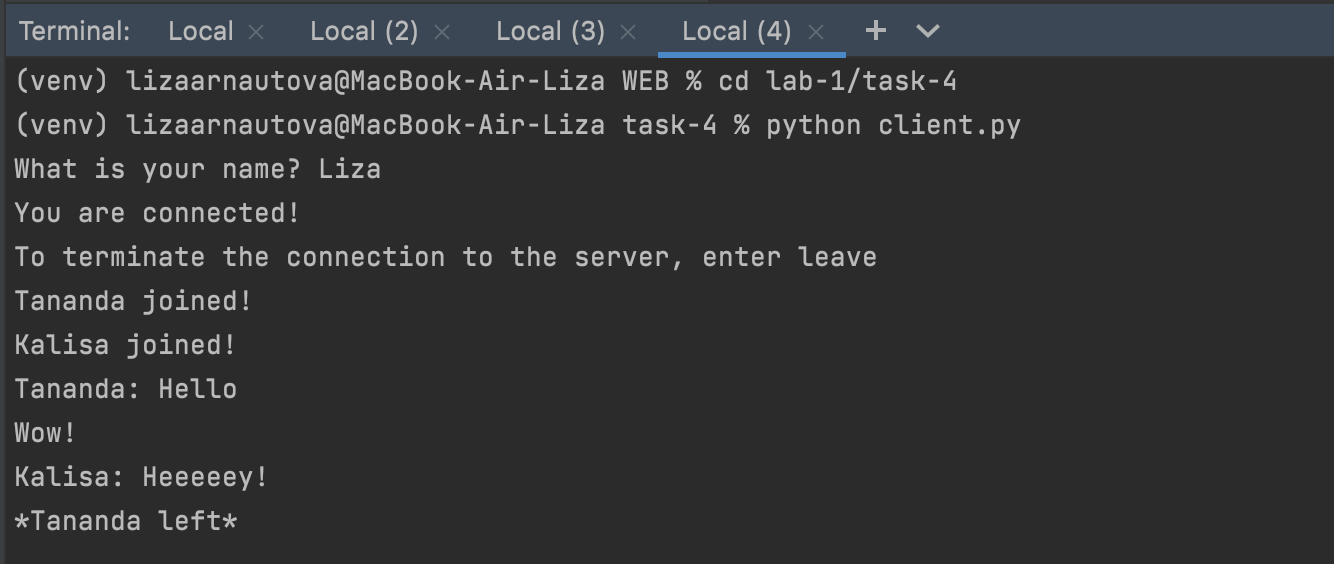 Terminal: Local × Local (2) × Local (3) × Local (4) × +
(venv) lizaarnautova@MacBook-Air-Liza WEB % cd lab-1/task-4
(venv) lizaarnautova@MacBook-Air-Liza task-4 % python client.py
What is your name? Liza
You are connected!
To terminate the connection to the server, enter leave
Tananda joined!
Kalisa joined!
Tananda: Hello
Wow!
Kalisa: Heeeeey!
*Tananda left*